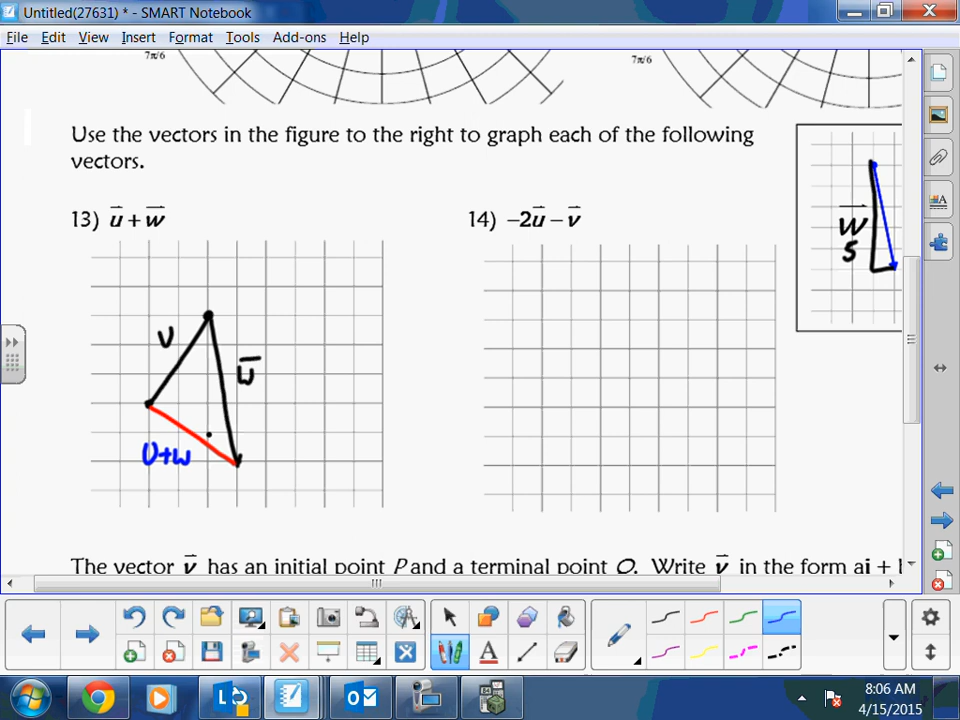 Untitled(27631) * - SMART Notebook
File Edit View Insert Format Tools Add-ons Help
7π/6
7π/6
Use the vectors in the figure to the right to graph each of the following
vectors.
13) u + w
14) –2u – v
W
5
V
W
U+W
The vector v has an initial point P and a terminal point O. Write v in the form ai +
A
8:06 AM
4/15/2015